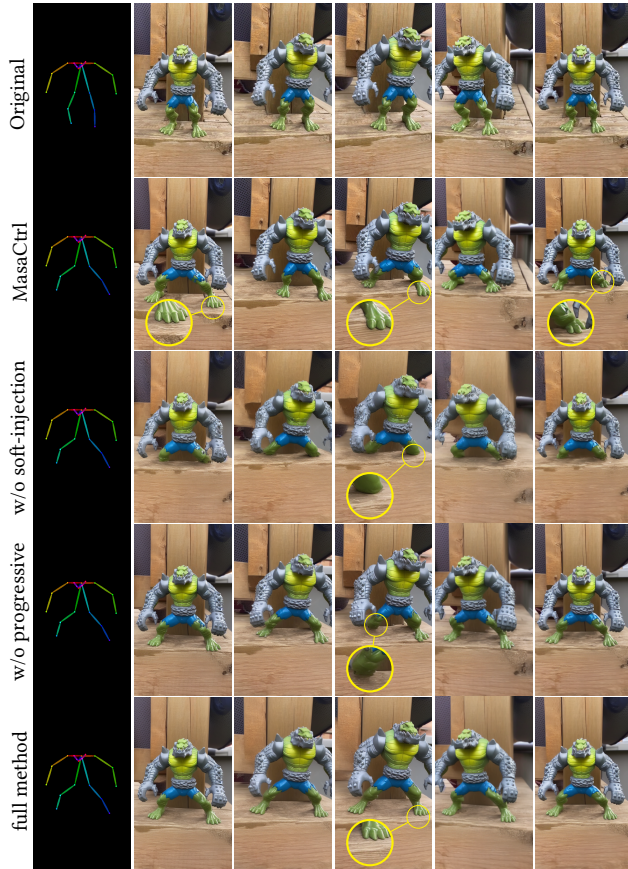 Original
MasaCtrl
w/o soft-injection
w/o progressive
full method